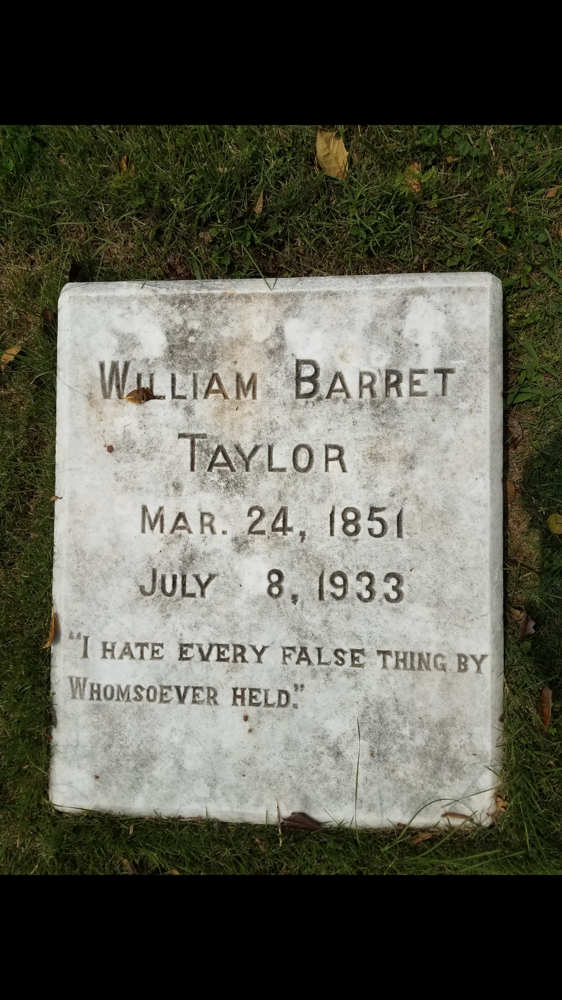 William Barret
Taylor
Mar. 24, 1851
July 8, 1933
"I hate every false thing by
Whomsoever held."